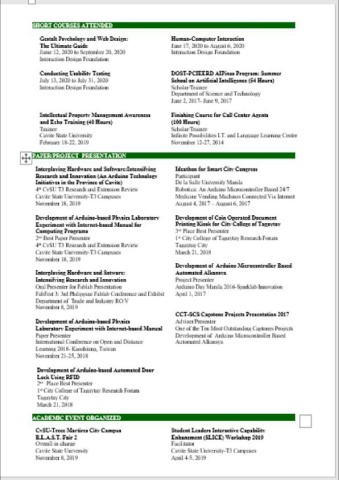 SHORT COURSES ATTENDED
Gestalt Psychology and Web Design:
The Ultimate Guide
June 12, 2020 to September 20, 2020
Interaction Design Foundation
Conducting Usability Testing
July 13, 2020 to July 31, 2020
Interaction Design Foundation
Intellectual Property Management Awareness
and Echo Training (40 Hours)
Trainee
Cavite State University
February 18-22, 2019
Human-Computer Interaction
June 17, 2020 to August 6, 2020
Interaction Design Foundation
DOST-PCIEERD AIPinas Program: Summer
School on Artificial Intelligence (54 Hours)
Scholar/Trainee
Department of Science and Technology
June 2, 2017- June 9, 2017
Finishing Course for Call Center Agents
(100 Hours)
Scholar/Trainee
Infinite Possibilities I.T. and Language Learning Centre
November 12-27, 2014
PAPER/PROJECT PRESENTATION
Interplaying Hardware and Software:Intensifying
Research and Innovation (An Arduino Technology
Initiatives in the Province of Cavite)
4th CvSU T3 Research and Extension Review
Cavite State University-T3 Campuses
November 18, 2019
Development of Arduino-based Physics Laboratory
Experiment with Internet-based Manual for
Computing Programs
2nd Best Paper Presenter
4th CvSU T3 Research and Extension Review
Cavite State University-T3 Campuses
November 18, 2019
Interplaying Hardware and Software:
Intensifying Research and Innovation
Oral Presenter for Fablab Presentation
FabFest 3: 3rd Philippine Fablab Conference and Exhibit
Department of Trade and Industry RO V
November 8, 2019
Development of Arduino-based Physics
Laboratory Experiment with Internet-based Manual
Paper Presenter
International Conference on Open and Distance
Learning 2018- Kaoshiung, Taiwan
November 21-25, 2018
Development of Arduino-based Automated Door
Lock Using RFID
2nd Place Best Presenter
1st City College of Tagaytay Research Forum
Tagaytay City
March 21, 2018
Ideathon for Smart City Congress
Participant
De la Salle University Manila
Robotica: An Arduino Microcontroller Based 24/7
Medicine Vending Machines Connected Via Internet
August 4, 2017 – August 6, 2017
Development of Coin Operated Document
Printing Kiosk for City College of Tagaytay
3rd Place Best Presenter
1st City College of Tagaytay Research Forum
Tagaytay City
March 21, 2018
Development of Arduino Microcontroller Based
Automated Alkansya
Project Presenter
Arduino Day Manila 2016-Sparklab Innovation
April 1, 2017
CCT-SCS Capstone Projects Presentation 2017
Adviser/Presenter
One of the Ten Most Outstanding Capstones Projects
Development of Arduino Microcontroller Based
Automated Alkansya
ACADEMIC EVENT ORGANIZED
CvSU-Trece Martires City Campus
B.L.A.S.T. Fair 2
Overall in-charge
Cavite State University
November 8, 2019
Student Leaders Interactive Capability
Enhancement (SLICE) Workshop 2019
Facilitator
Cavite State University-T3 Campuses
April 4-5, 2019